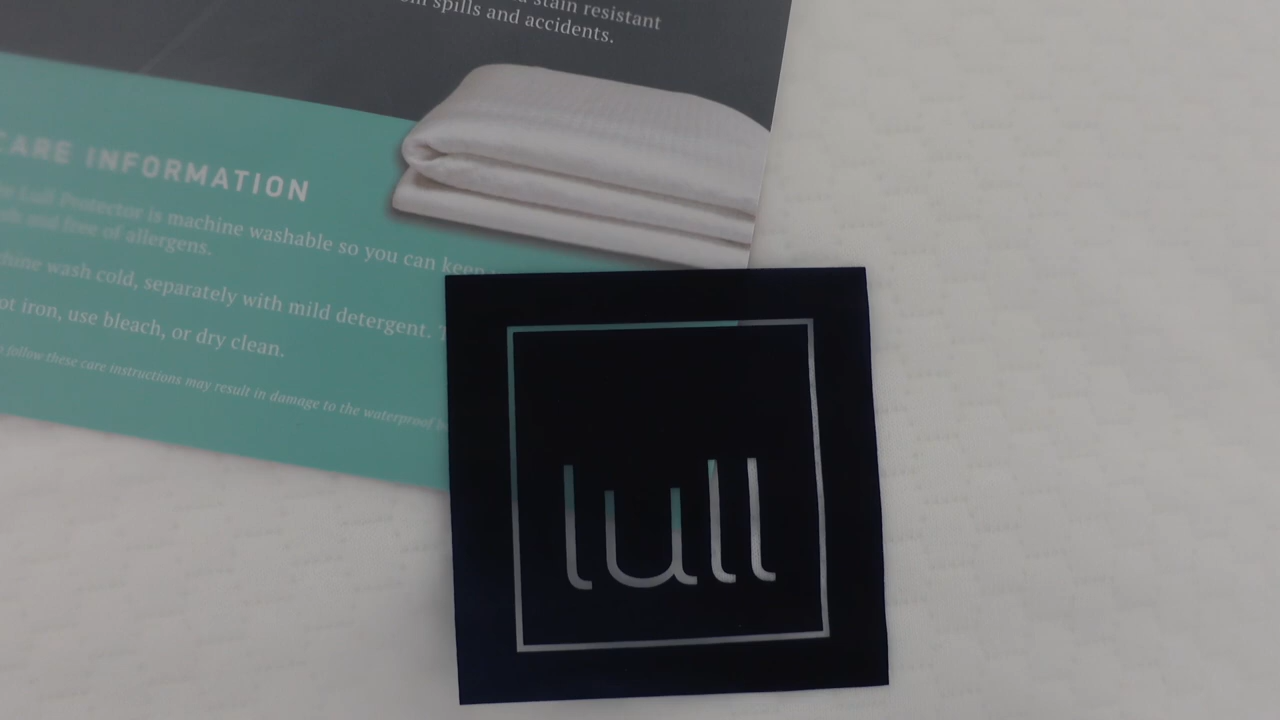 stain resistant
spills and accidents.
CARE INFORMATION
Lull Protector is machine washable so you can keep
and free of allergens.
wash cold, separately with mild detergent.
iron, use bleach, or dry clean.
follow these care instructions may result in damage to the waterproof
lull